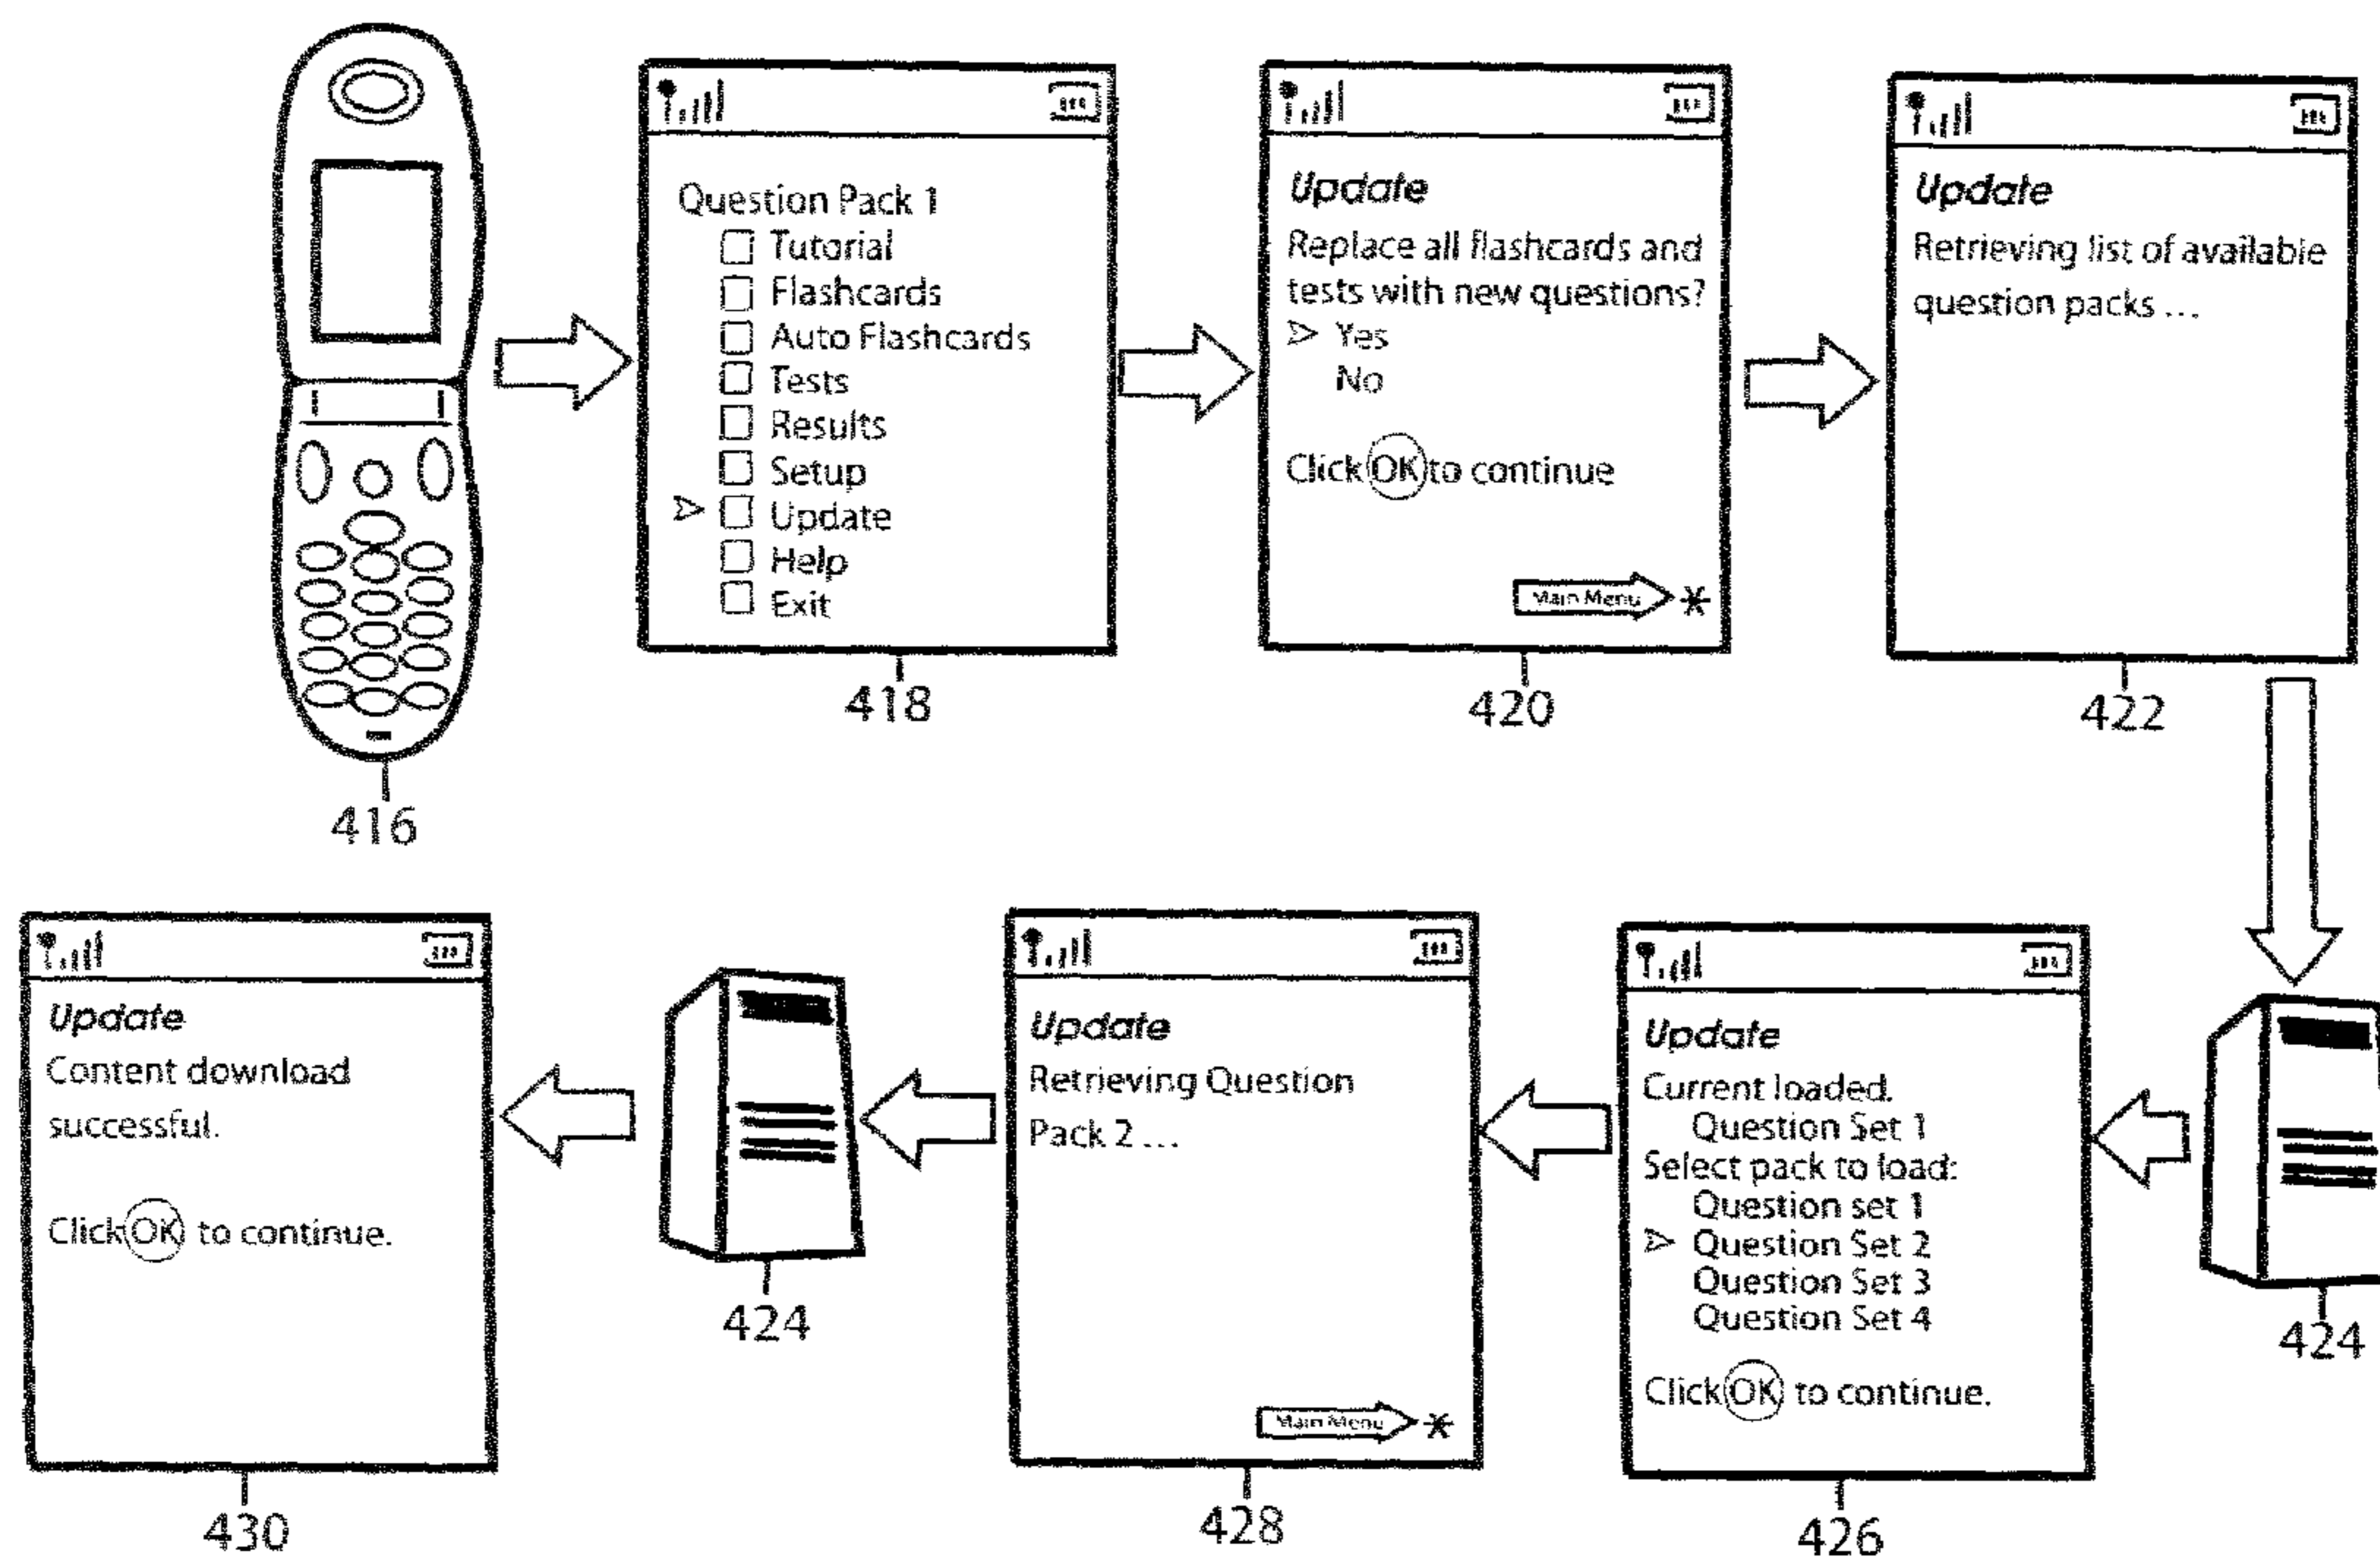 Question Pack 1
Tutorial
Flashcards
Auto Flashcards
Tests
Results
Setup
Update
Help
Exit
418
Update
Replace all flashcards and
tests with new questions?
Yes
No
Click OK to continue
Main Menu *
420
Update
Retrieving list of available
question packs ...
422
416
Update
Content download
successful.
Click OK to continue.
430
424
Update
Retrieving Question
Pack 2 ...
Main Menu *
428
Update
Current loaded.
Question Set 1
Select pack to load:
Question set 1
Question Set 2
Question Set 3
Question Set 4
Click OK to continue.
426
424